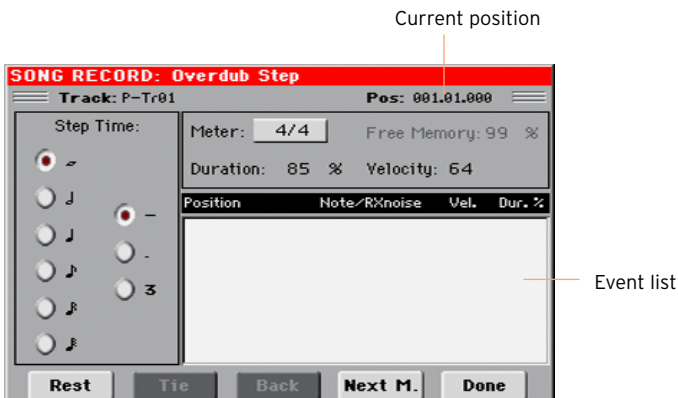 Current position
SONG RECORD: Overdub Step
Track: P-Tr01 Pos: 001.01.000
Step Time:
Meter: 4/4 Free Memory: 99 %
Duration: 85 % Velocity: 64
Position Note/RXnoise Vel. Dur. %
–
.
3
Event list
Rest Tie Back Next M. Done